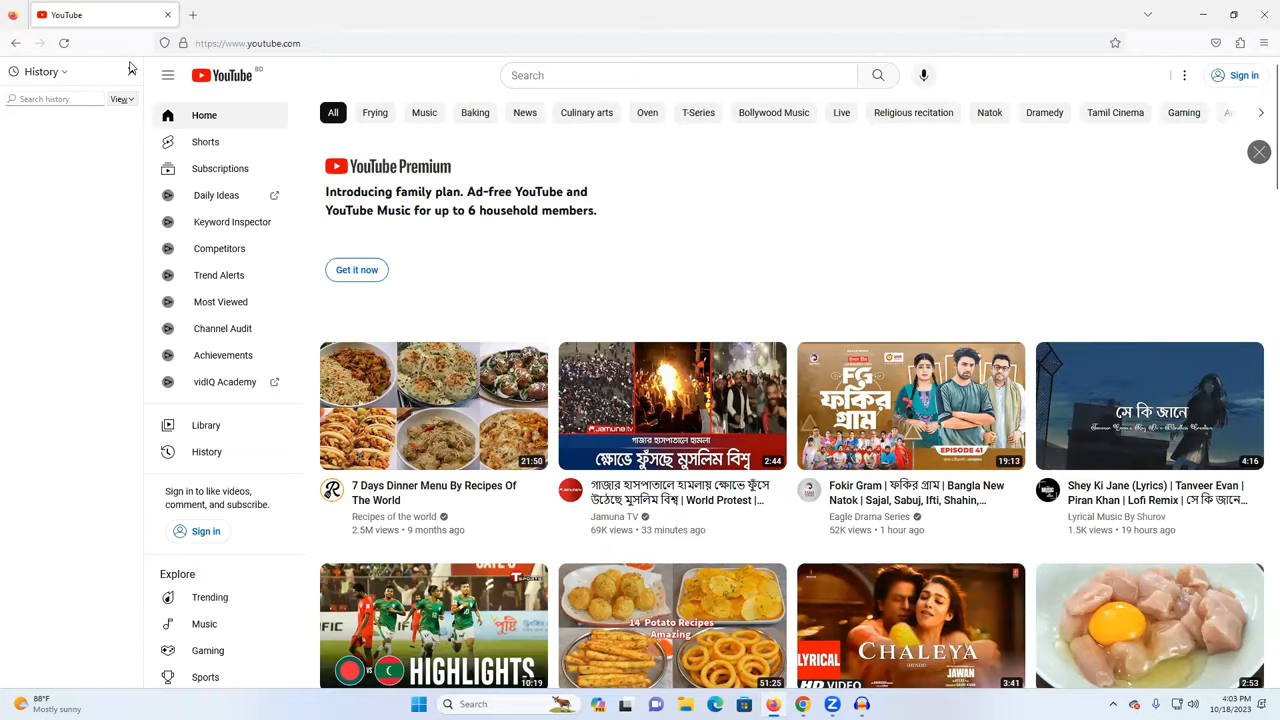 YouTube
https://www.youtube.com
History
Search history
View
YouTube BD
Search
Sign in
All Frying Music Baking News Culinary arts Oven T-Series Bollywood Music Live Religious recitation Natok Dramedy Tamil Cinema Gaming
Home
Shorts
Subscriptions
Daily Ideas
Keyword Inspector
Competitors
Trend Alerts
Most Viewed
Channel Audit
Achievements
vidIQ Academy
Library
History
Sign in to like videos,
comment, and subscribe.
Sign in
Explore
Trending
Music
Gaming
Sports
YouTube Premium
Introducing family plan. Ad-free YouTube and
YouTube Music for up to 6 household members.
Get it now
21:50
7 Days Dinner Menu By Recipes Of
The World
Recipes of the world
2.5M views • 9 months ago
Jamuna TV
গাজার হাসপাতালে হামলা
ক্ষোভে ফুঁসছে মুসলিম বিশ্ব
2:44
গাজার হাসপাতালে হামলায় ক্ষোভে ফুঁসে
উঠেছে মুসলিম বিশ্ব | World Protest |...
Jamuna TV
69K views • 33 minutes ago
ফকির
গ্রাম
EPISODE 41
19:13
Fokir Gram | ফকির গ্রাম | Bangla New
Natok | Sajal, Sabuj, Ifti, Shahin,...
Eagle Drama Series
52K views • 1 hour ago
সে কি জানে
4:16
Shey Ki Jane (Lyrics) | Tanveer Evan |
Piran Khan | Lofi Remix | সে কি জানে...
Lyrical Music By Shurov
1.5K views • 19 hours ago
T SPORTS
VS
HIGHLIGHTS
10:19
14 Potato Recipes
Amazing
51:25
LYRICAL
HD VIDEO
CHALEYA
JAWAN
3:41
2:53
88°F
Mostly sunny
Search
4:03 PM
10/18/2023